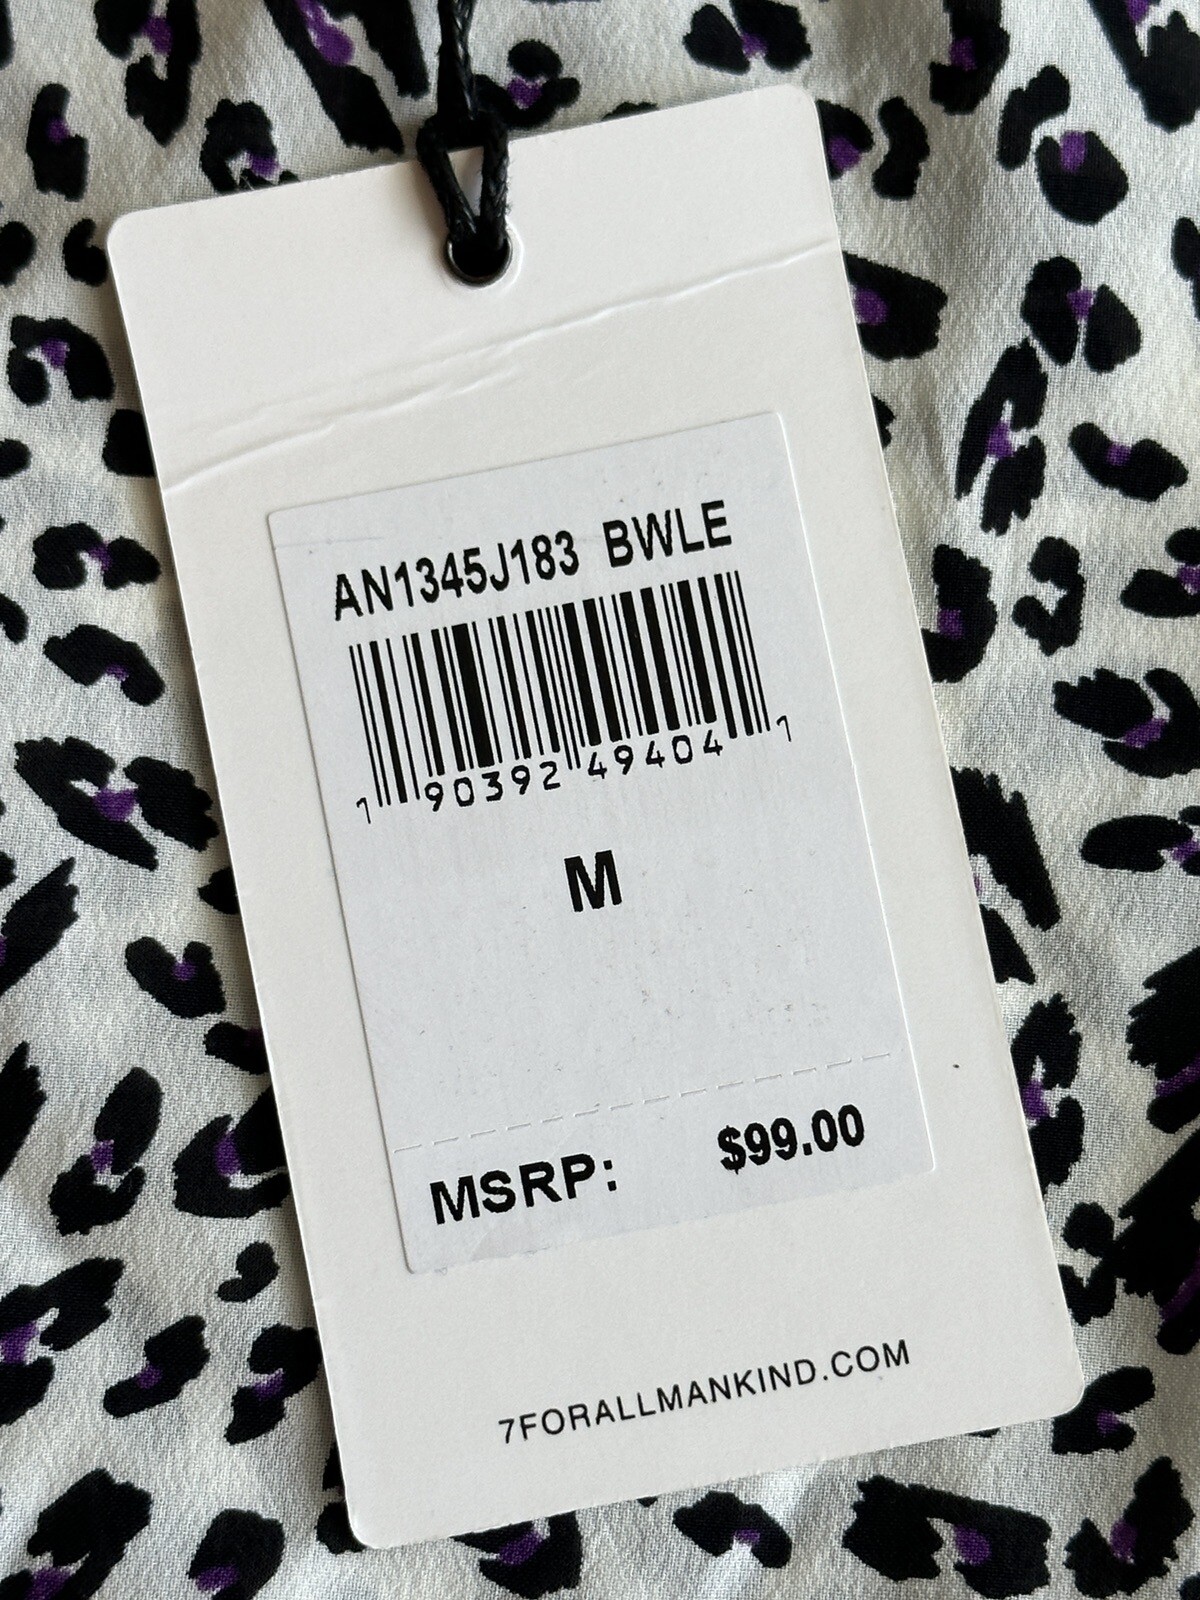 AN1345J183 BWLE
1 90392 49404 1
M
MSRP: $99.00
7FORALLMANKIND.COM